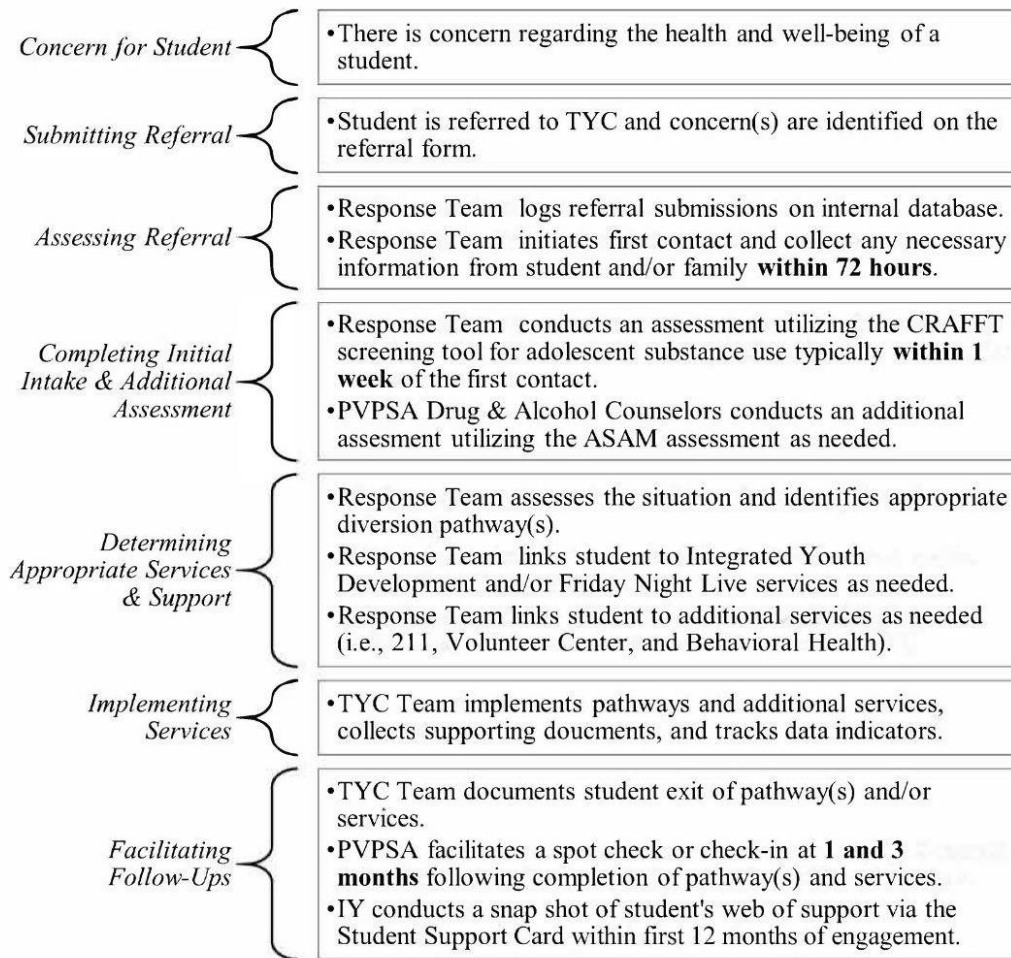 Concern for Student
•There is concern regarding the health and well-being of a
student.
Submitting Referral
•Student is referred to TYC and concern(s) are identified on the
referral form.
Assessing Referral
•Response Team logs referral submissions on internal database.
•Response Team initiates first contact and collect any necessary
information from student and/or family within 72 hours.
Completing Initial
Intake & Additional
Assessment
•Response Team conducts an assessment utilizing the CRAFFT
screening tool for adolescent substance use typically within 1
week of the first contact.
•PVPSA Drug & Alcohol Counselors conducts an additional
assesment utilizing the ASAM assessment as needed.
Determining
Appropriate Services
& Support
•Response Team assesses the situation and identifies appropriate
diversion pathway(s).
•Response Team links student to Integrated Youth
Development and/or Friday Night Live services as needed.
•Response Team links student to additional services as needed
(i.e., 211, Volunteer Center, and Behavioral Health).
Implementing
Services
•TYC Team implements pathways and additional services,
collects supporting doucments, and tracks data indicators.
Facilitating
Follow-Ups
•TYC Team documents student exit of pathway(s) and/or
services.
•PVPSA facilitates a spot check or check-in at 1 and 3
months following completion of pathway(s) and services.
•IY conducts a snap shot of student's web of support via the
Student Support Card within first 12 months of engagement.